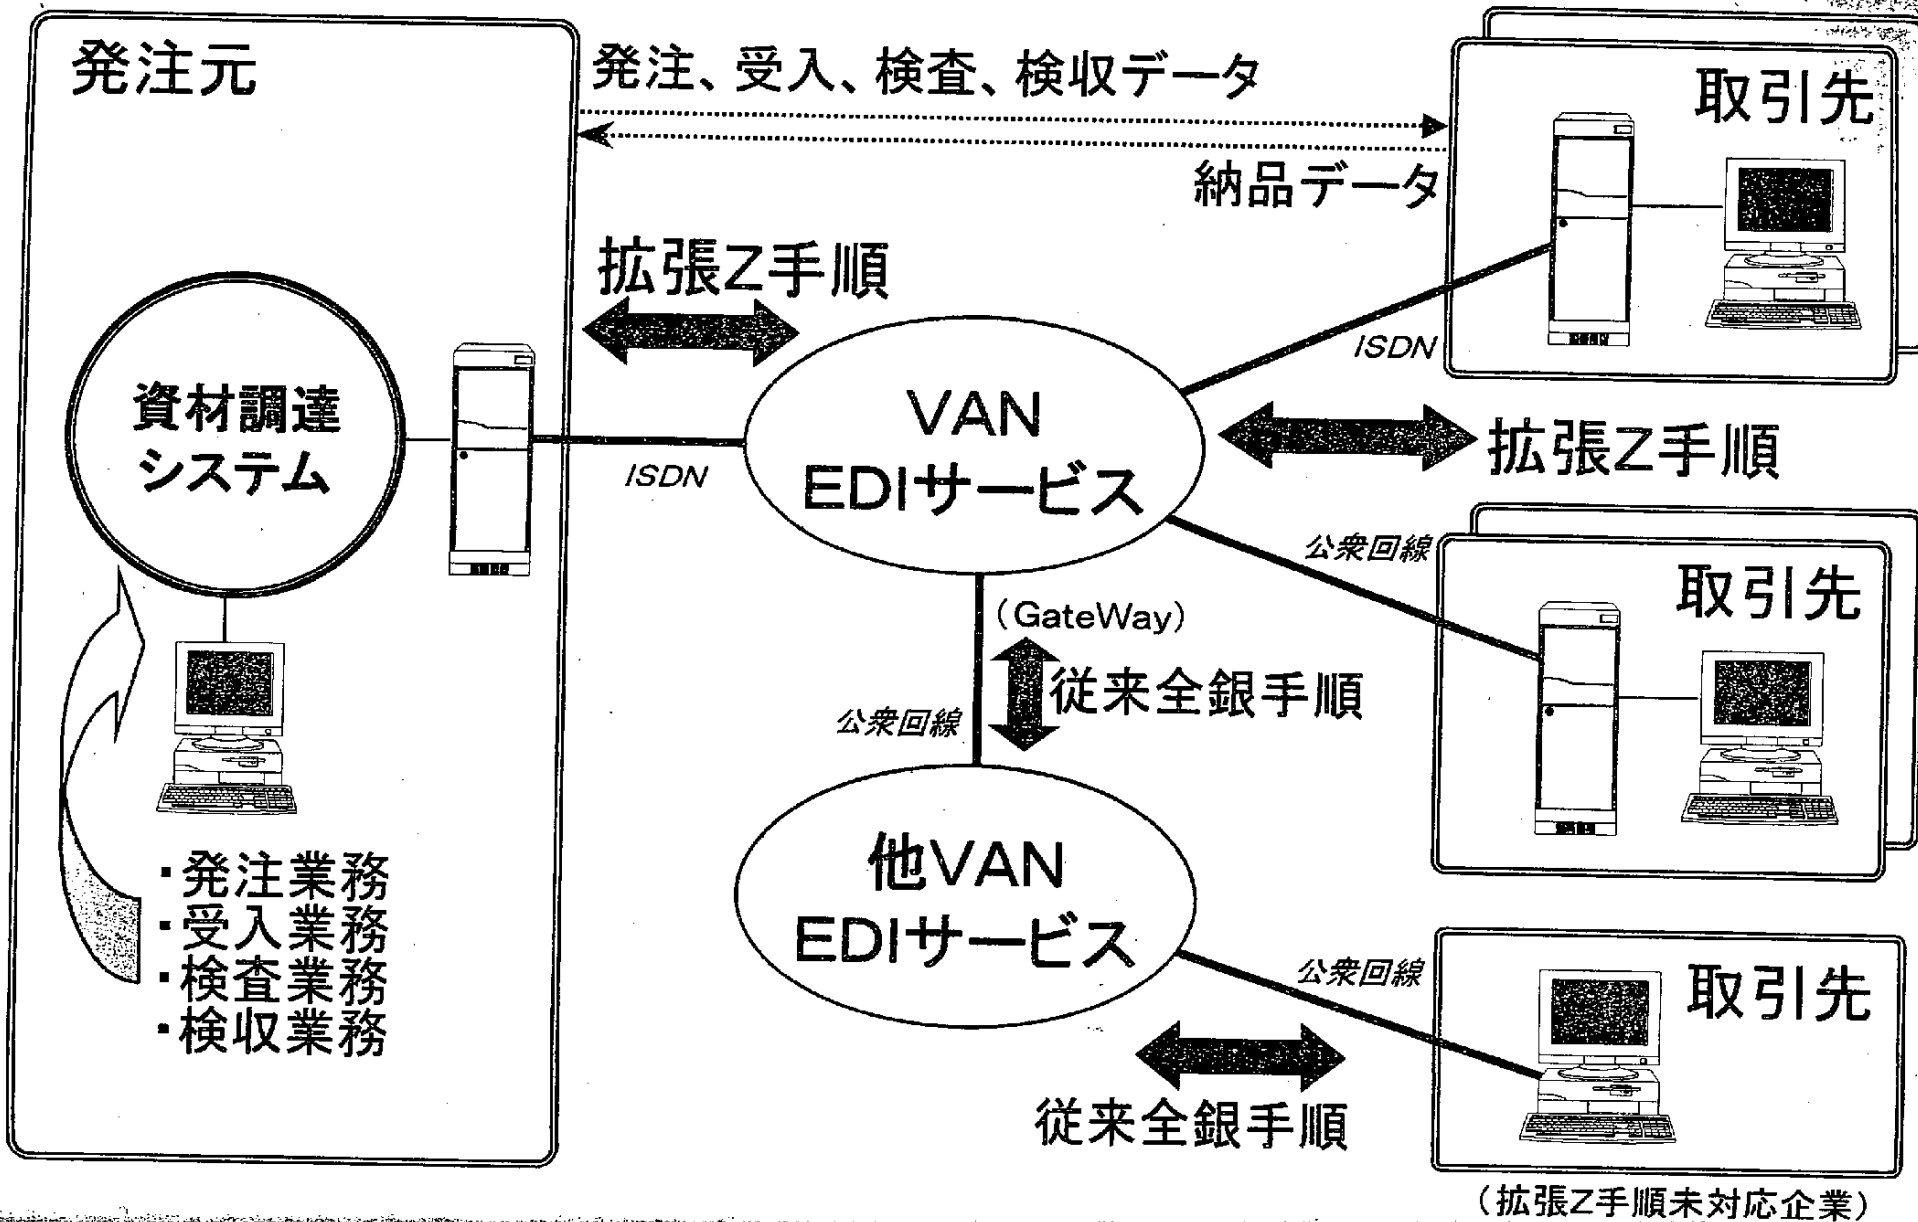 発注元
発注、受入、検査、検収データ
取引先
納品データ
拡張Z手順
ISDN
資材調達
システム
VAN
EDIサービス
拡張Z手順
ISDN
公衆回線
取引先
(GateWay)
従来全銀手順
公衆回線
・発注業務
・受入業務
・検査業務
・検収業務
他VAN
EDIサービス
公衆回線
取引先
従来全銀手順
(拡張Z手順未対応企業)